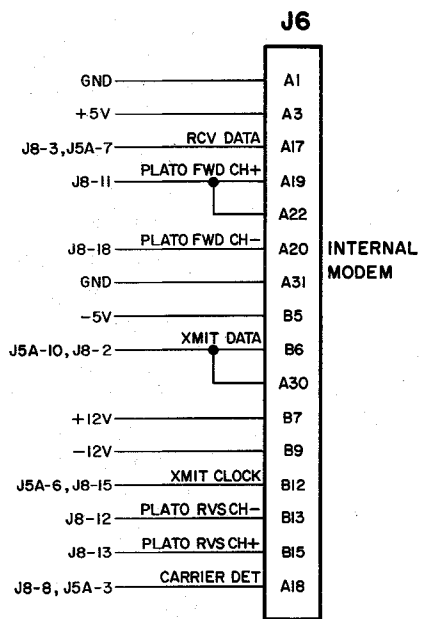 J6
GND A1
+5V A3
J8-3, J5A-7 RCV DATA A17
J8-11 PLATO FWD CH+ A19
A22
J8-18 PLATO FWD CH- A20
INTERNAL
MODEM
GND A31
-5V B5
J5A-10, J8-2 XMIT DATA B6
A30
+12V B7
-12V B9
J5A-6, J8-15 XMIT CLOCK B12
J8-12 PLATO RVS CH- B13
J8-13 PLATO RVS CH+ B15
J8-8, J5A-3 CARRIER DET A18